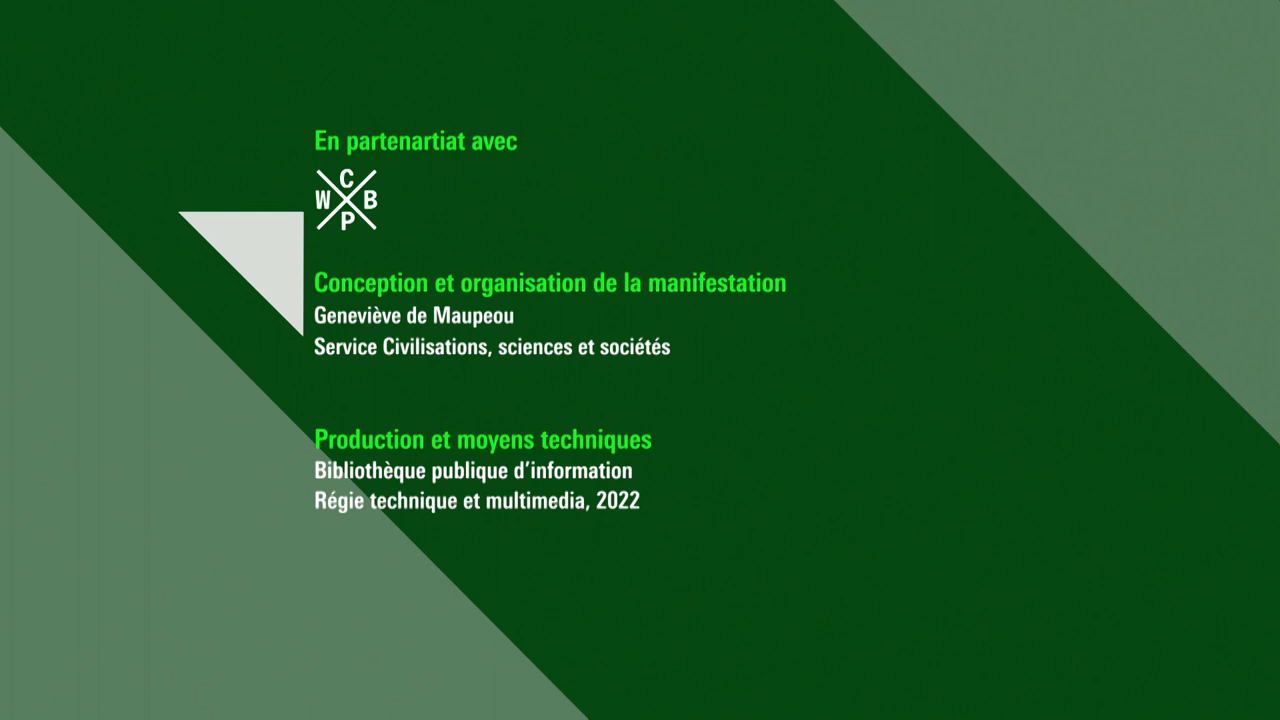 En partenartiat avec
C
W B
P
Conception et organisation de la manifestation
Geneviève de Maupeou
Service Civilisations, sciences et sociétés
Production et moyens techniques
Bibliothèque publique d’information
Régie technique et multimedia, 2022